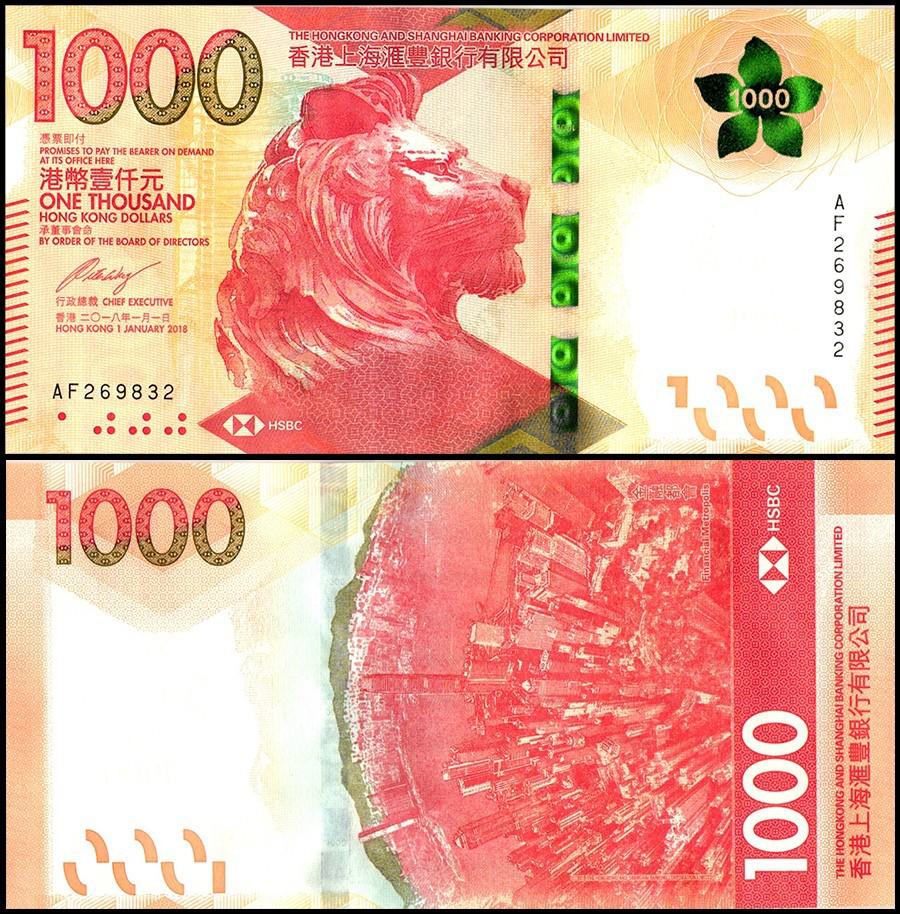 1000
THE HONGKONG AND SHANGHAI BANKING CORPORATION LIMITED
香港上海滙豐銀行有限公司
憑票即付
PROMISES TO PAY THE BEARER ON DEMAND
AT ITS OFFICE HERE
港幣壹仟元
ONE THOUSAND
HONG KONG DOLLARS
承董事會命
BY ORDER OF THE BOARD OF DIRECTORS
行政總裁 CHIEF EXECUTIVE
香港 二〇一八年一月一日
HONG KONG 1 JANUARY 2018
AF269832
HSBC
1000
AF269832
1000
1000
金融都會
Financial Metropolis
HSBC
1000
THE HONGKONG AND SHANGHAI BANKING CORPORATION LIMITED
香港上海滙豐銀行有限公司